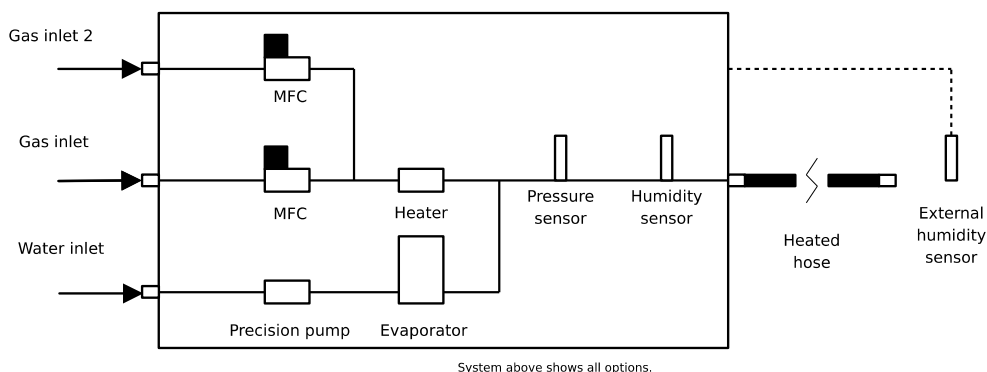 Gas inlet 2
MFC
Gas inlet
MFC
Heater
Pressure
sensor
Humidity
sensor
Water inlet
Precision pump
Evaporator
Heated
hose
External
humidity
sensor
System above shows all options.